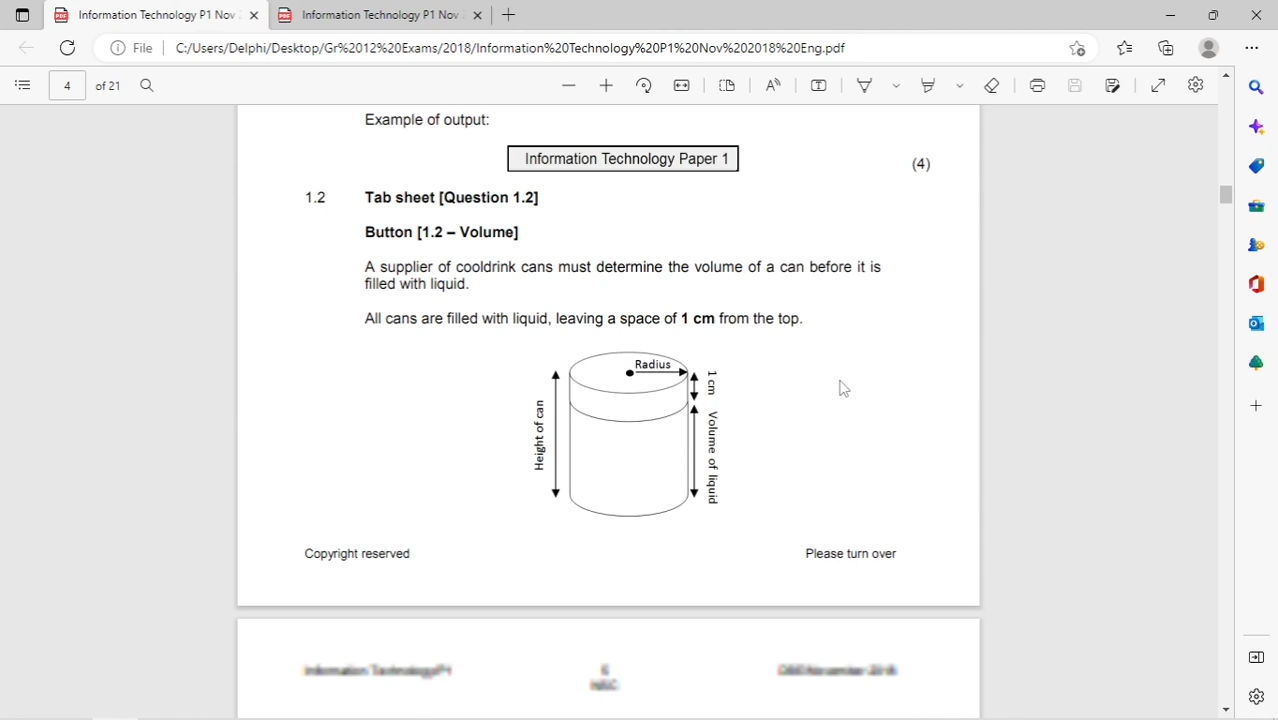 Information Technology P1 Nov
Information Technology P1 Nov
File
C:/Users/Delphi/Desktop/Gr%2012%20Exams/2018/Information%20Technology%20P1%20Nov%202018%20Eng.pdf
4 of 21
Example of output:
Information Technology Paper 1
(4)
1.2 Tab sheet [Question 1.2]
Button [1.2 – Volume]
A supplier of cooldrink cans must determine the volume of a can before it is
filled with liquid.
All cans are filled with liquid, leaving a space of 1 cm from the top.
Radius
1 cm
Height of can
Volume of liquid
Copyright reserved
Please turn over
Information Technology/P1
NSC